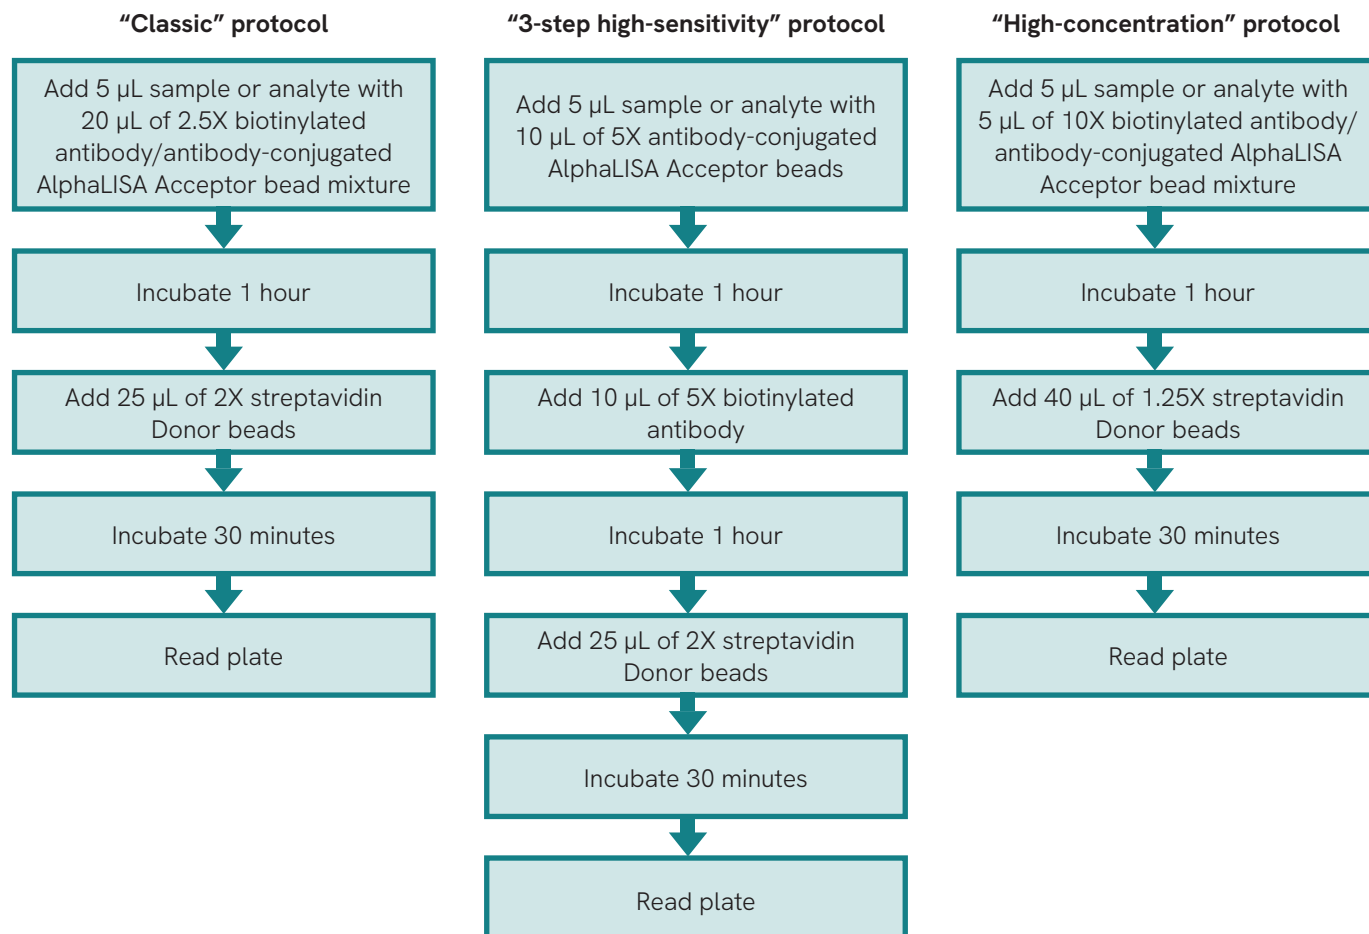 “Classic” protocol
Add 5 µL sample or analyte with
20 µL of 2.5X biotinylated
antibody/antibody-conjugated
AlphaLISA Acceptor bead mixture
Incubate 1 hour
Add 25 µL of 2X streptavidin
Donor beads
Incubate 30 minutes
Read plate
“3-step high-sensitivity” protocol
Add 5 µL sample or analyte with
10 µL of 5X antibody-conjugated
AlphaLISA Acceptor beads
Incubate 1 hour
Add 10 µL of 5X biotinylated
antibody
Incubate 1 hour
Add 25 µL of 2X streptavidin
Donor beads
Incubate 30 minutes
Read plate
“High-concentration” protocol
Add 5 µL sample or analyte with
5 µL of 10X biotinylated antibody/
antibody-conjugated AlphaLISA
Acceptor bead mixture
Incubate 1 hour
Add 40 µL of 1.25X streptavidin
Donor beads
Incubate 30 minutes
Read plate